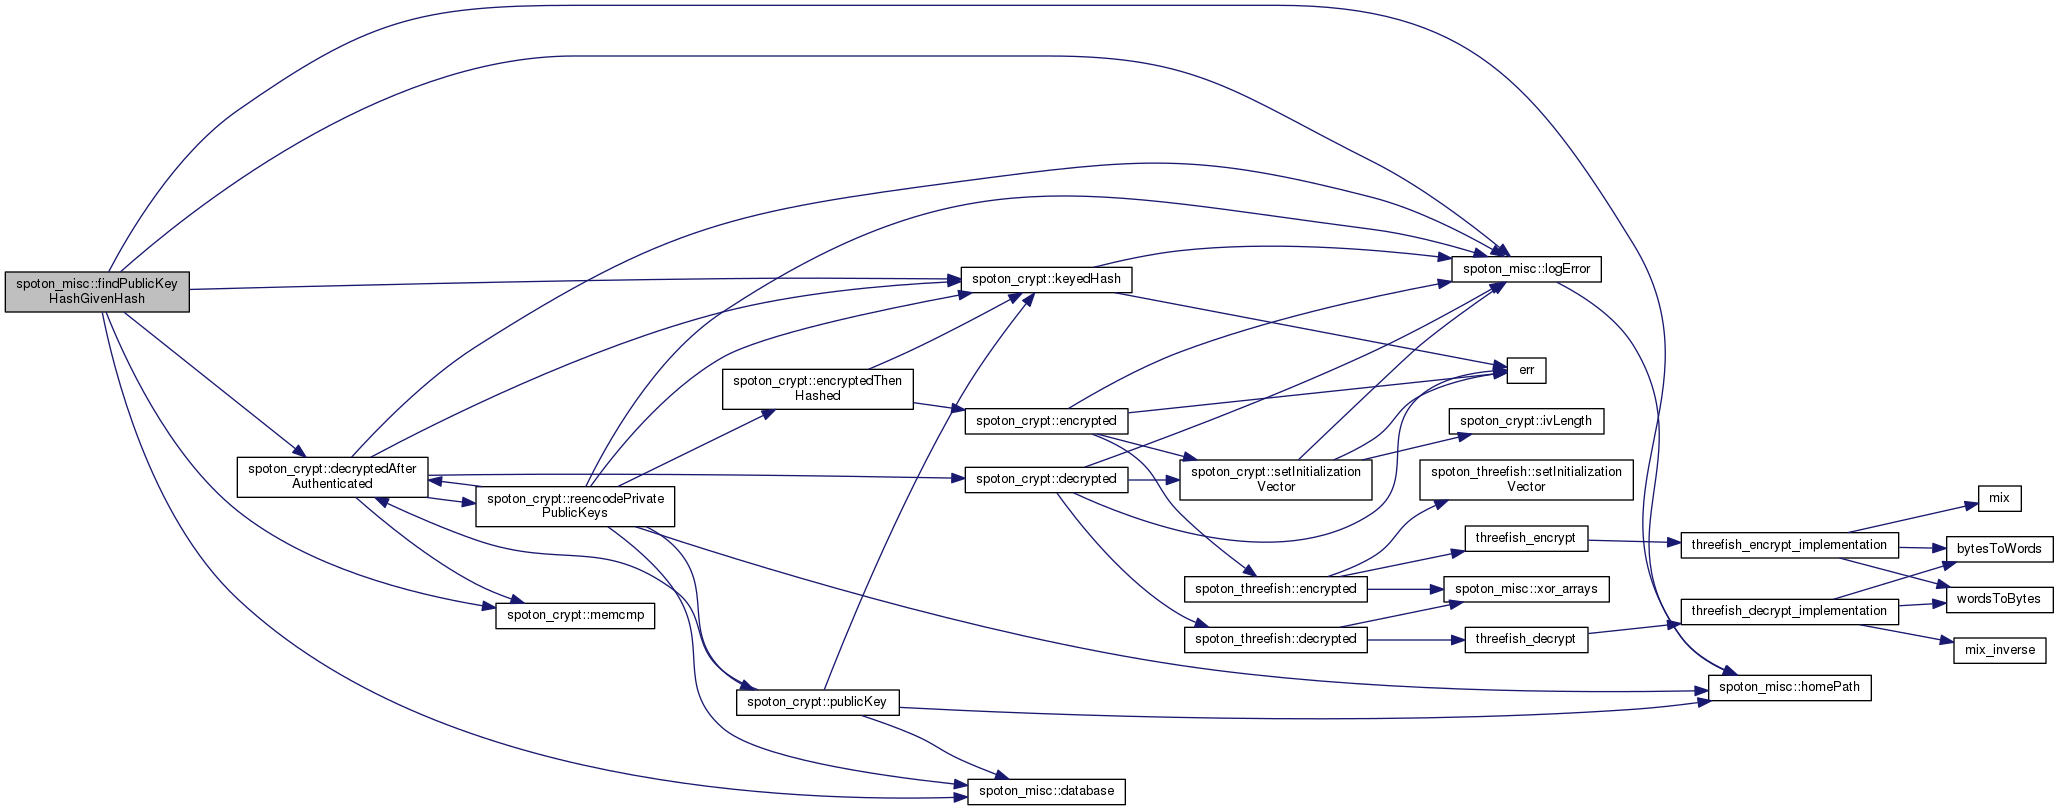 spoton_misc::findPublicKey
HashGivenHash
spoton_crypt::decryptedAfter
Authenticated
spoton_crypt::reencodePrivate
PublicKeys
spoton_crypt::memcmp
spoton_crypt::encryptedThen
Hashed
spoton_crypt::publicKey
spoton_crypt::keyedHash
spoton_crypt::encrypted
spoton_crypt::decrypted
spoton_misc::database
spoton_crypt::setInitialization
Vector
spoton_threefish::encrypted
spoton_threefish::decrypted
spoton_misc::logError
err
spoton_crypt::ivLength
spoton_threefish::setInitialization
Vector
threefish_encrypt
spoton_misc::xor_arrays
threefish_decrypt
threefish_encrypt_implementation
threefish_decrypt_implementation
spoton_misc::homePath
mix
bytesToWords
wordsToBytes
mix_inverse